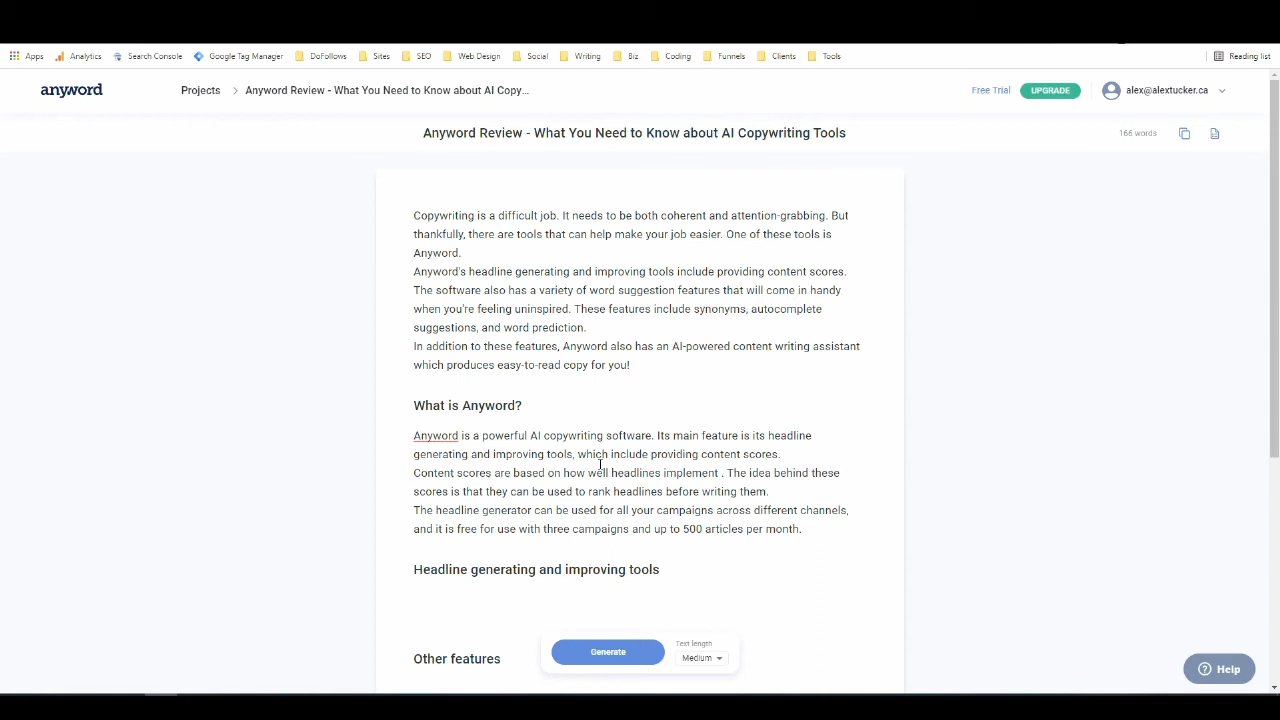 Apps Analytics Search Console Google Tag Manager DoFollows Sites SEO Web Design Social Writing Biz Coding Funnels Clients Tools Reading list
anyword Projects > Anyword Review - What You Need to Know about AI Copy... Free Trial UPGRADE alex@alextucker.ca
Anyword Review - What You Need to Know about AI Copywriting Tools 166 words
Copywriting is a difficult job. It needs to be both coherent and attention-grabbing. But
thankfully, there are tools that can help make your job easier. One of these tools is
Anyword.
Anyword's headline generating and improving tools include providing content scores.
The software also has a variety of word suggestion features that will come in handy
when you're feeling uninspired. These features include synonyms, autocomplete
suggestions, and word prediction.
In addition to these features, Anyword also has an AI-powered content writing assistant
which produces easy-to-read copy for you!
What is Anyword?
Anyword is a powerful AI copywriting software. Its main feature is its headline
generating and improving tools, which include providing content scores.
Content scores are based on how well headlines implement . The idea behind these
scores is that they can be used to rank headlines before writing them.
The headline generator can be used for all your campaigns across different channels,
and it is free for use with three campaigns and up to 500 articles per month.
Headline generating and improving tools
Generate
Text length
Medium
Other features
Help